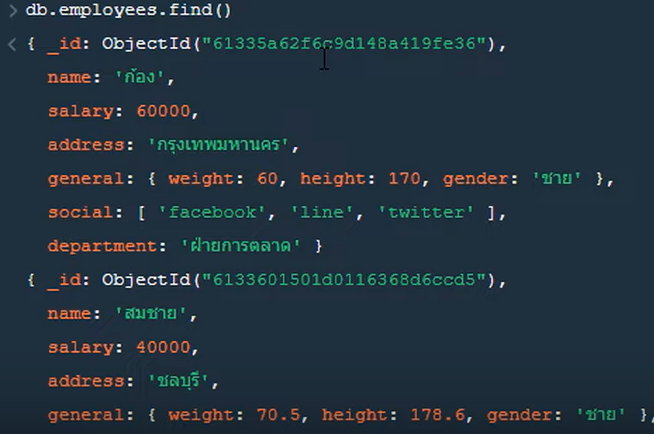 > db.employees.find()
< { _id: ObjectId("61335a62f6c9d148a419fe36"),
name: 'ก้อง',
salary: 60000,
address: 'กรุงเทพมหานคร',
general: { weight: 60, height: 170, gender: 'ชาย' },
social: [ 'facebook', 'line', 'twitter' ],
department: 'ฝ่ายการตลาด' }
{ _id: ObjectId("6133601501d0116368d6ccd5"),
name: 'สมชาย',
salary: 40000,
address: 'ชลบุรี',
general: { weight: 70.5, height: 178.6, gender: 'ชาย' },